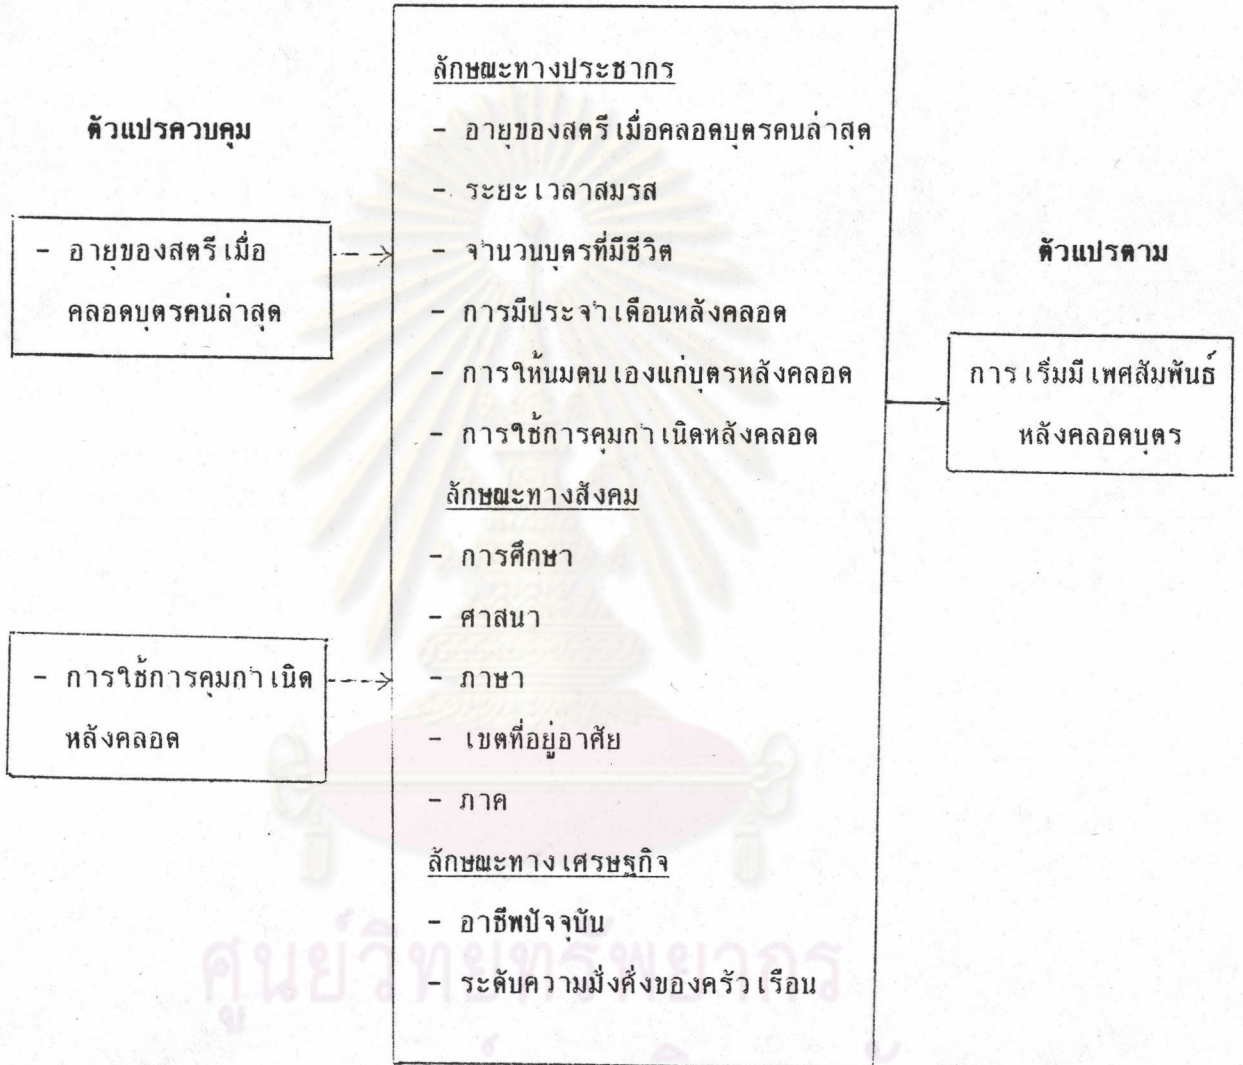 ตัวแปรควบคุม
- อายุของสตรีเมื่อ
คลอดบุตรคนล่าสุด
- การใช้การคุมกำเนิด
หลังคลอด
ลักษณะทางประชากร
- อายุของสตรีเมื่อคลอดบุตรคนล่าสุด
- ระยะเวลาสมรส
- จำนวนบุตรที่มีชีวิต
- การมีประจำเดือนหลังคลอด
- การให้นมตนเองแก่บุตรหลังคลอด
- การใช้การคุมกำเนิดหลังคลอด
ลักษณะทางสังคม
- การศึกษา
- ศาสนา
- ภาษา
- เขตที่อยู่อาศัย
- ภาค
ลักษณะทางเศรษฐกิจ
- อาชีพปัจจุบัน
- ระดับความมั่งคั่งของครัวเรือน
ตัวแปรตาม
การเริ่มมีเพศสัมพันธ์
หลังคลอดบุตร
ศูนย์วิทยทรัพยากร